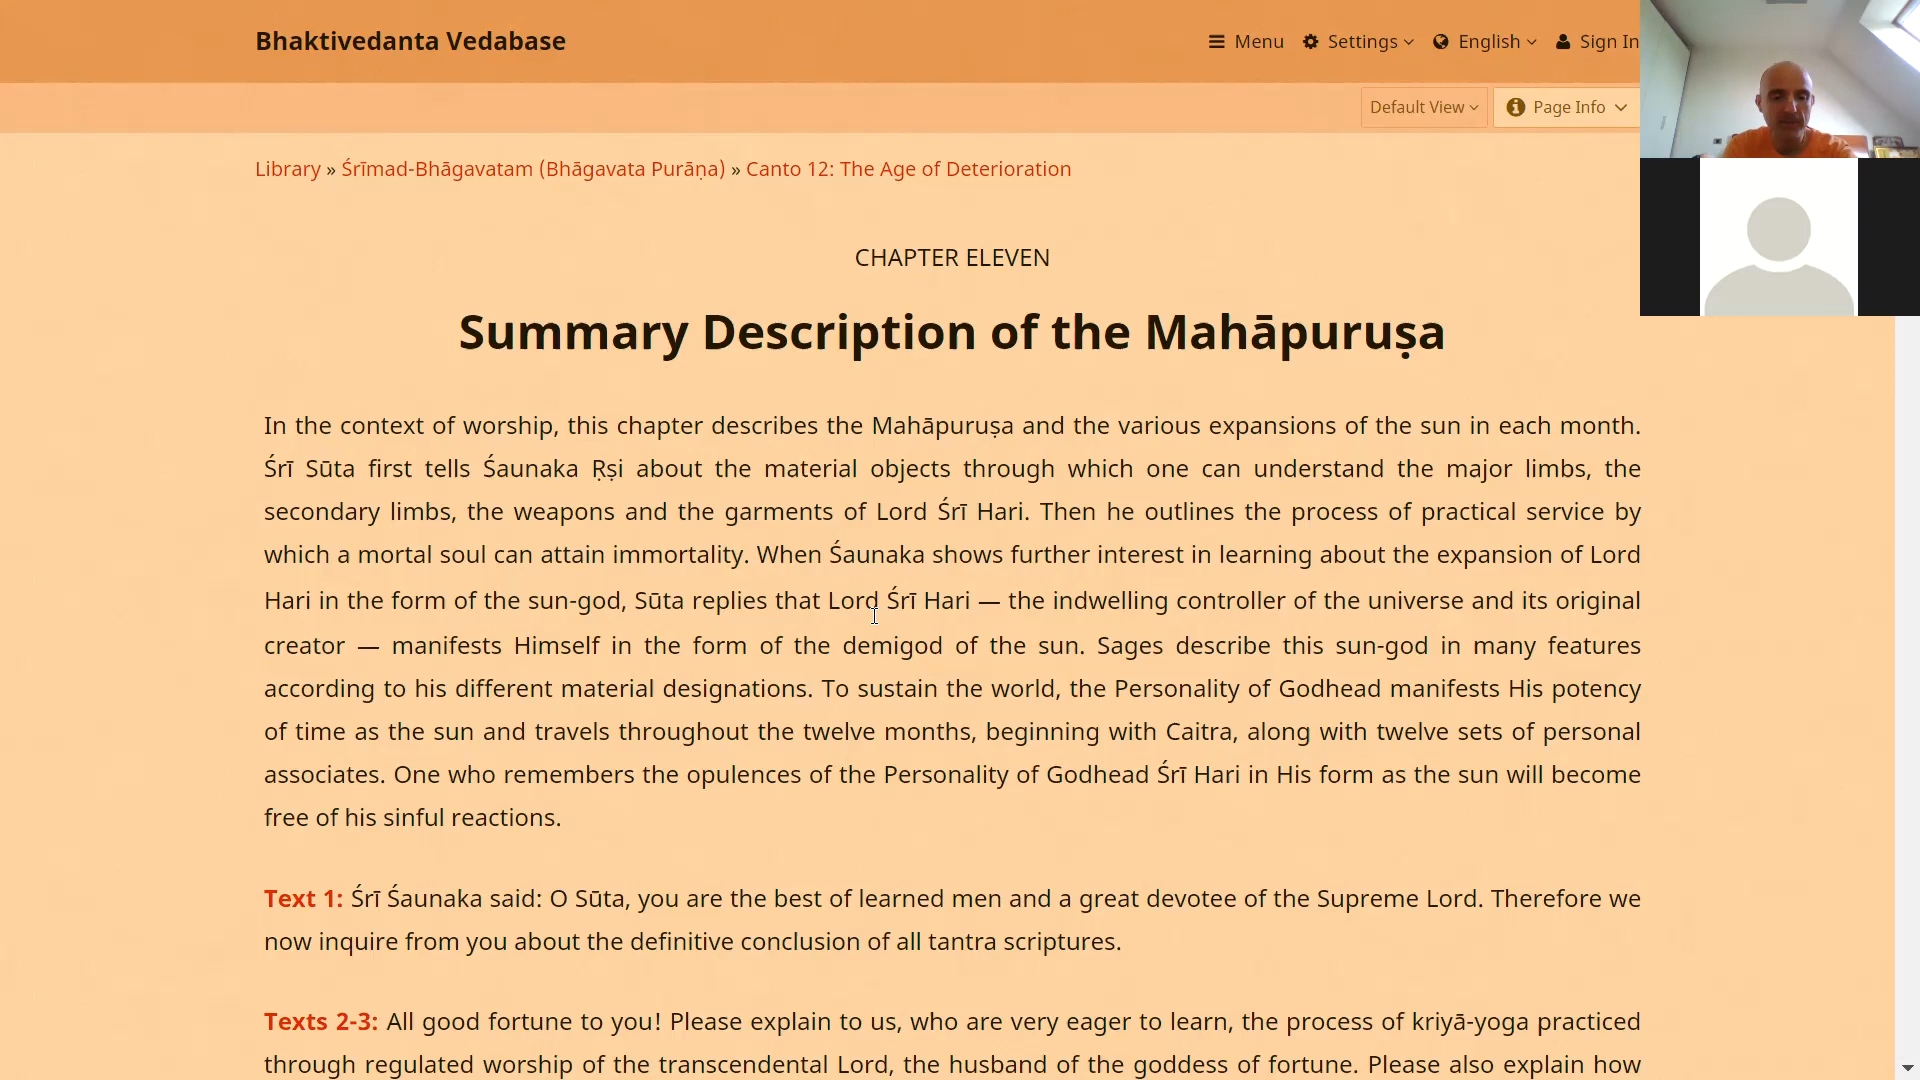 Bhaktivedanta Vedabase
Menu Settings English Sign In
Default View Page Info
Library » Śrīmad-Bhāgavatam (Bhāgavata Purāṇa) » Canto 12: The Age of Deterioration
CHAPTER ELEVEN
Summary Description of the Mahāpuruṣa
In the context of worship, this chapter describes the Mahāpuruṣa and the various expansions of the sun in each month.
Śrī Sūta first tells Śaunaka Ṛṣi about the material objects through which one can understand the major limbs, the
secondary limbs, the weapons and the garments of Lord Śrī Hari. Then he outlines the process of practical service by
which a mortal soul can attain immortality. When Śaunaka shows further interest in learning about the expansion of Lord
Hari in the form of the sun-god, Sūta replies that Lord Śrī Hari — the indwelling controller of the universe and its original
creator — manifests Himself in the form of the demigod of the sun. Sages describe this sun-god in many features
according to his different material designations. To sustain the world, the Personality of Godhead manifests His potency
of time as the sun and travels throughout the twelve months, beginning with Caitra, along with twelve sets of personal
associates. One who remembers the opulences of the Personality of Godhead Śrī Hari in His form as the sun will become
free of his sinful reactions.
Text 1: Śrī Śaunaka said: O Sūta, you are the best of learned men and a great devotee of the Supreme Lord. Therefore we
now inquire from you about the definitive conclusion of all tantra scriptures.
Texts 2-3: All good fortune to you! Please explain to us, who are very eager to learn, the process of kriyā-yoga practiced
through regulated worship of the transcendental Lord, the husband of the goddess of fortune. Please also explain how